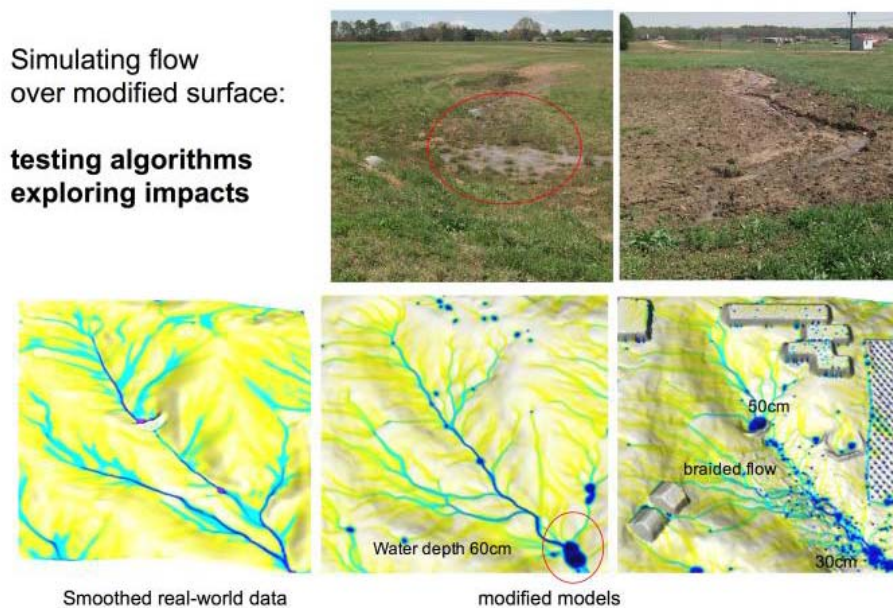 Simulating flow
over modified surface:
testing algorithms
exploring impacts
50cm
braided flow
Water depth 60cm
30cm
Smoothed real-world data
modified models